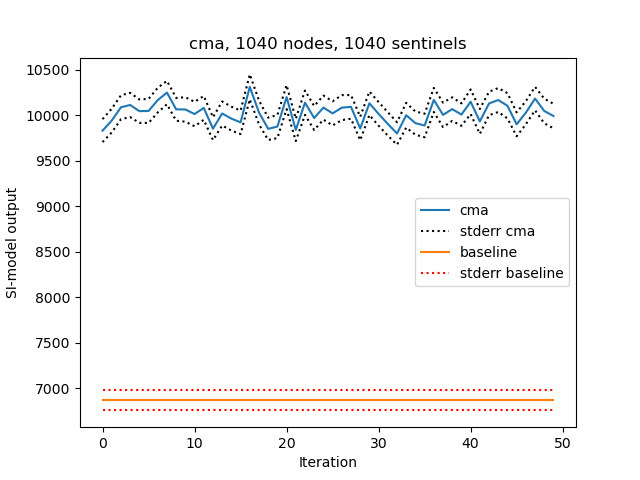 cma, 1040 nodes, 1040 sentinels
10500
10000
9500
9000
8500
8000
7500
7000
SI-model output
cma
stderr cma
baseline
stderr baseline
0 10 20 30 40 50
Iteration